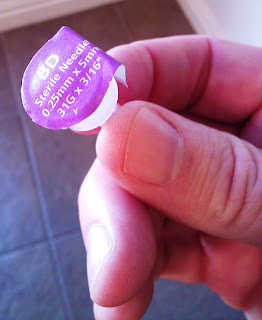 BD
Sterile Needle
0.25mm x 5mm
31G x 3/16"